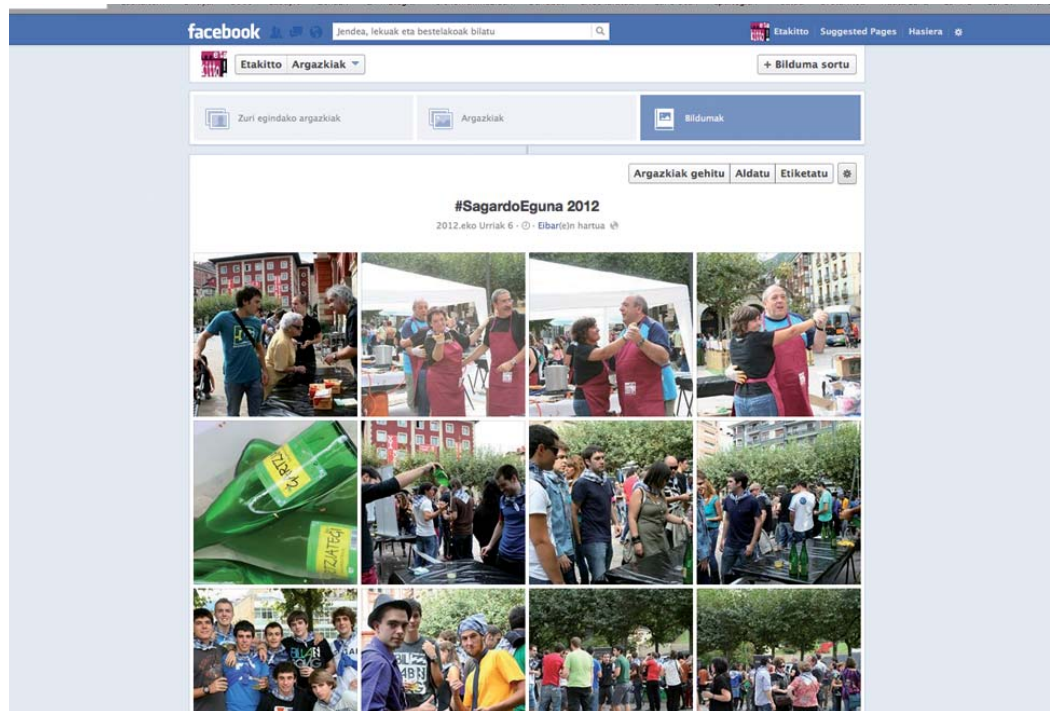 facebook
Jendea, lekuak eta bestelakoak bilatu
Etakitto Suggested Pages Hasiera
Etakitto Argazkiak
+ Bilduma sortu
Zuri egindako argazkiak
Argazkiak
Bildumak
Argazkiak gehitu Aldatu Etiketatu
#SagardoEguna 2012
2012.eko Urriak 6 · Eibar(e)n hartua